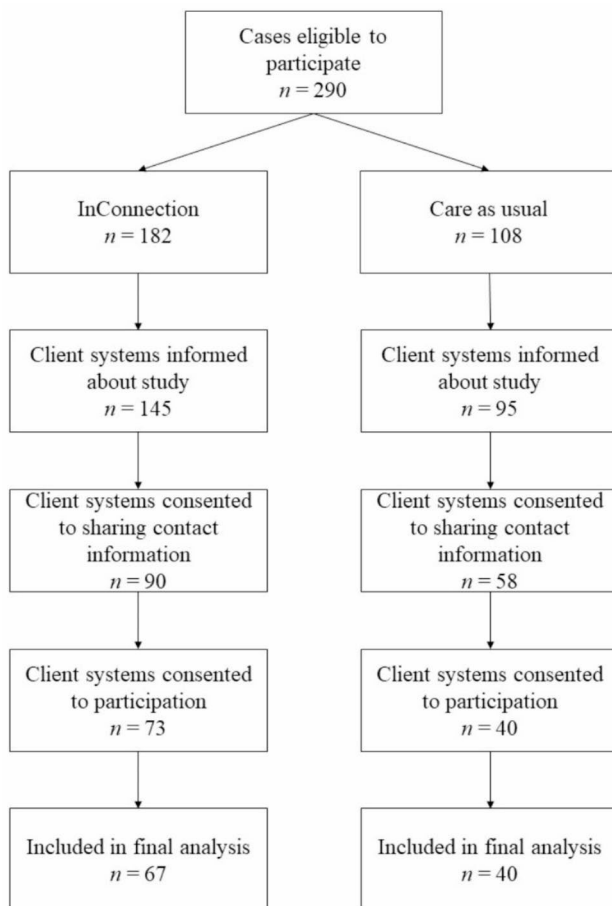 Cases eligible to
participate
n = 290
InConnection
n = 182
Care as usual
n = 108
Client systems informed
about study
n = 145
Client systems informed
about study
n = 95
Client systems consented
to sharing contact
information
n = 90
Client systems consented
to sharing contact
information
n = 58
Client systems consented
to participation
n = 73
Client systems consented
to participation
n = 40
Included in final analysis
n = 67
Included in final analysis
n = 40